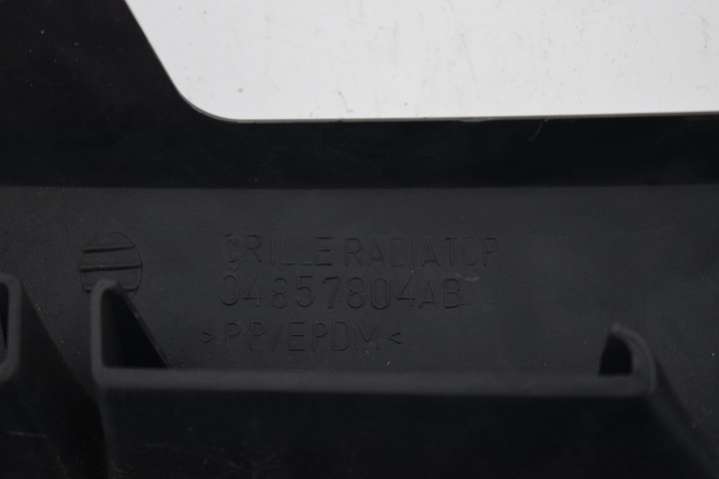 GRILLE RADIATOR
04857804AB
>PP/EPDM<